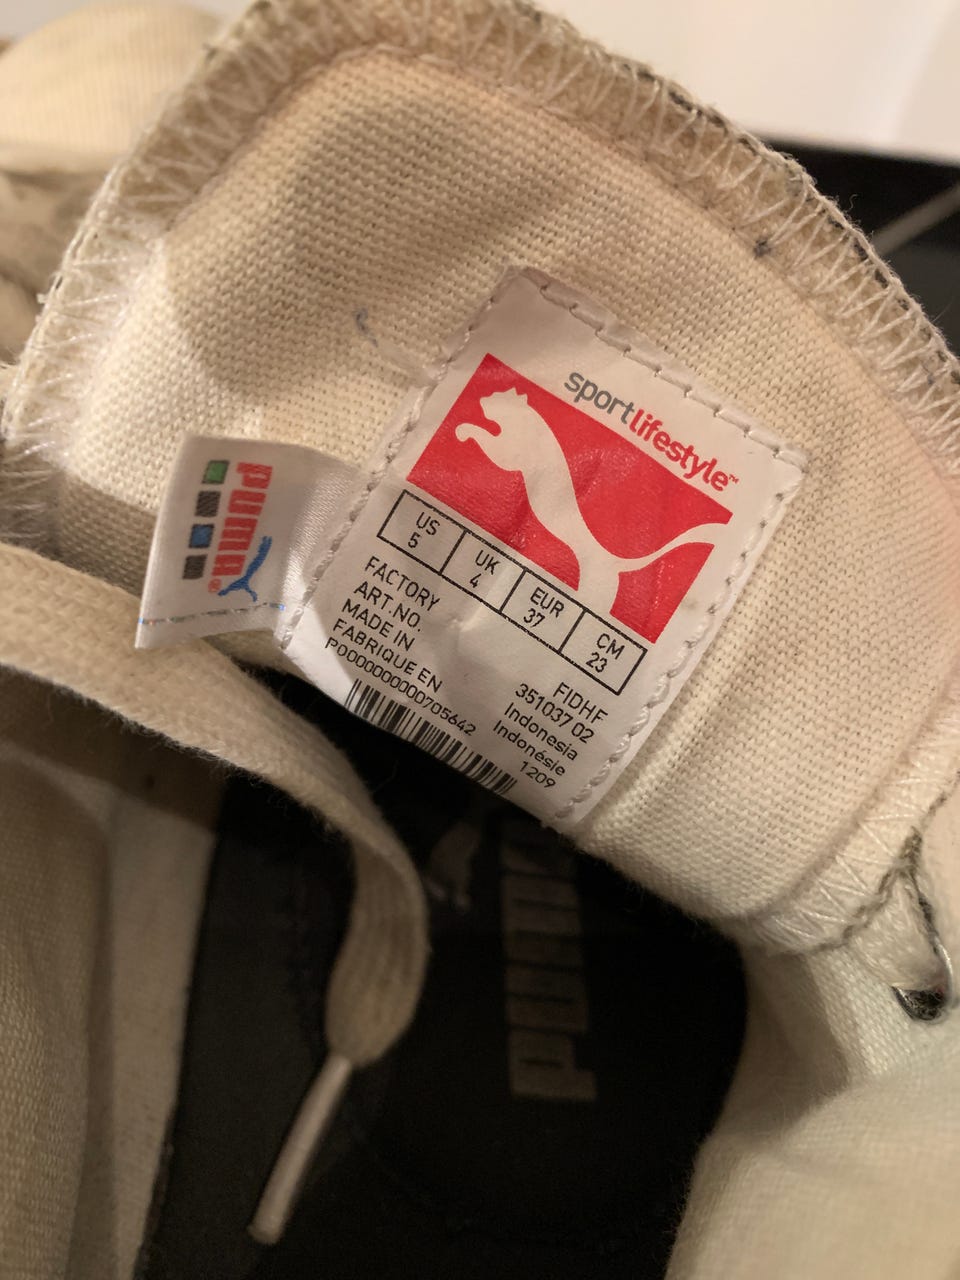 sportlifestyle™
US UK EUR CM
5 4 37 23
FACTORY FIDHF
ART.NO. 351037 02
MADE IN Indonesia
FABRIQUE EN Indonésie
P0000000000705642 1209
PUMA®
PUMA